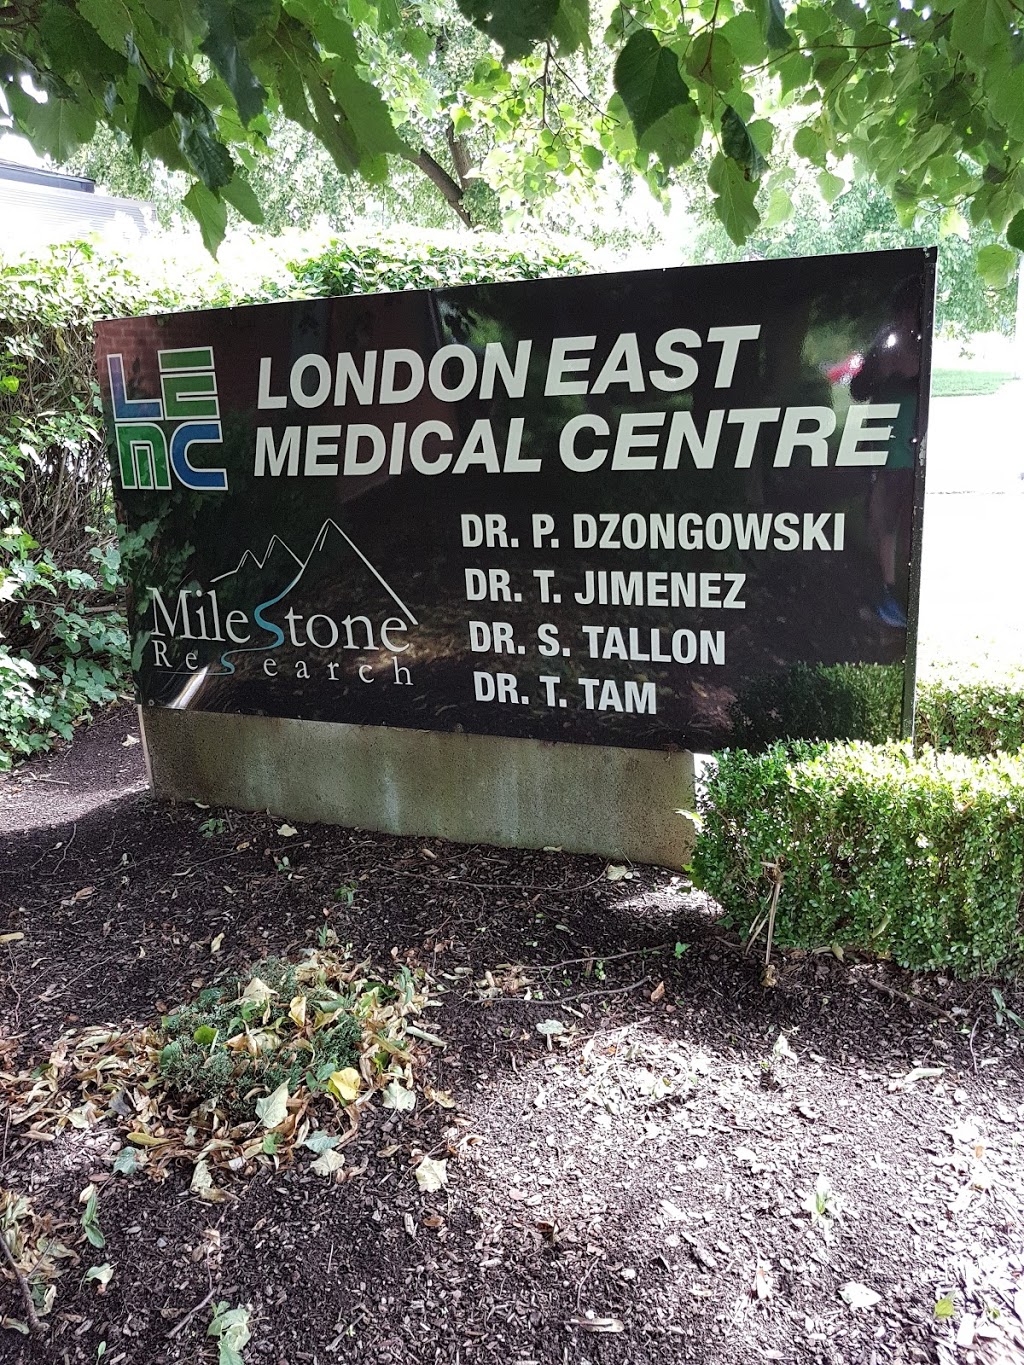 LE
MC
LONDON EAST
MEDICAL CENTRE
MileStone
Research
DR. P. DZONGOWSKI
DR. T. JIMENEZ
DR. S. TALLON
DR. T. TAM